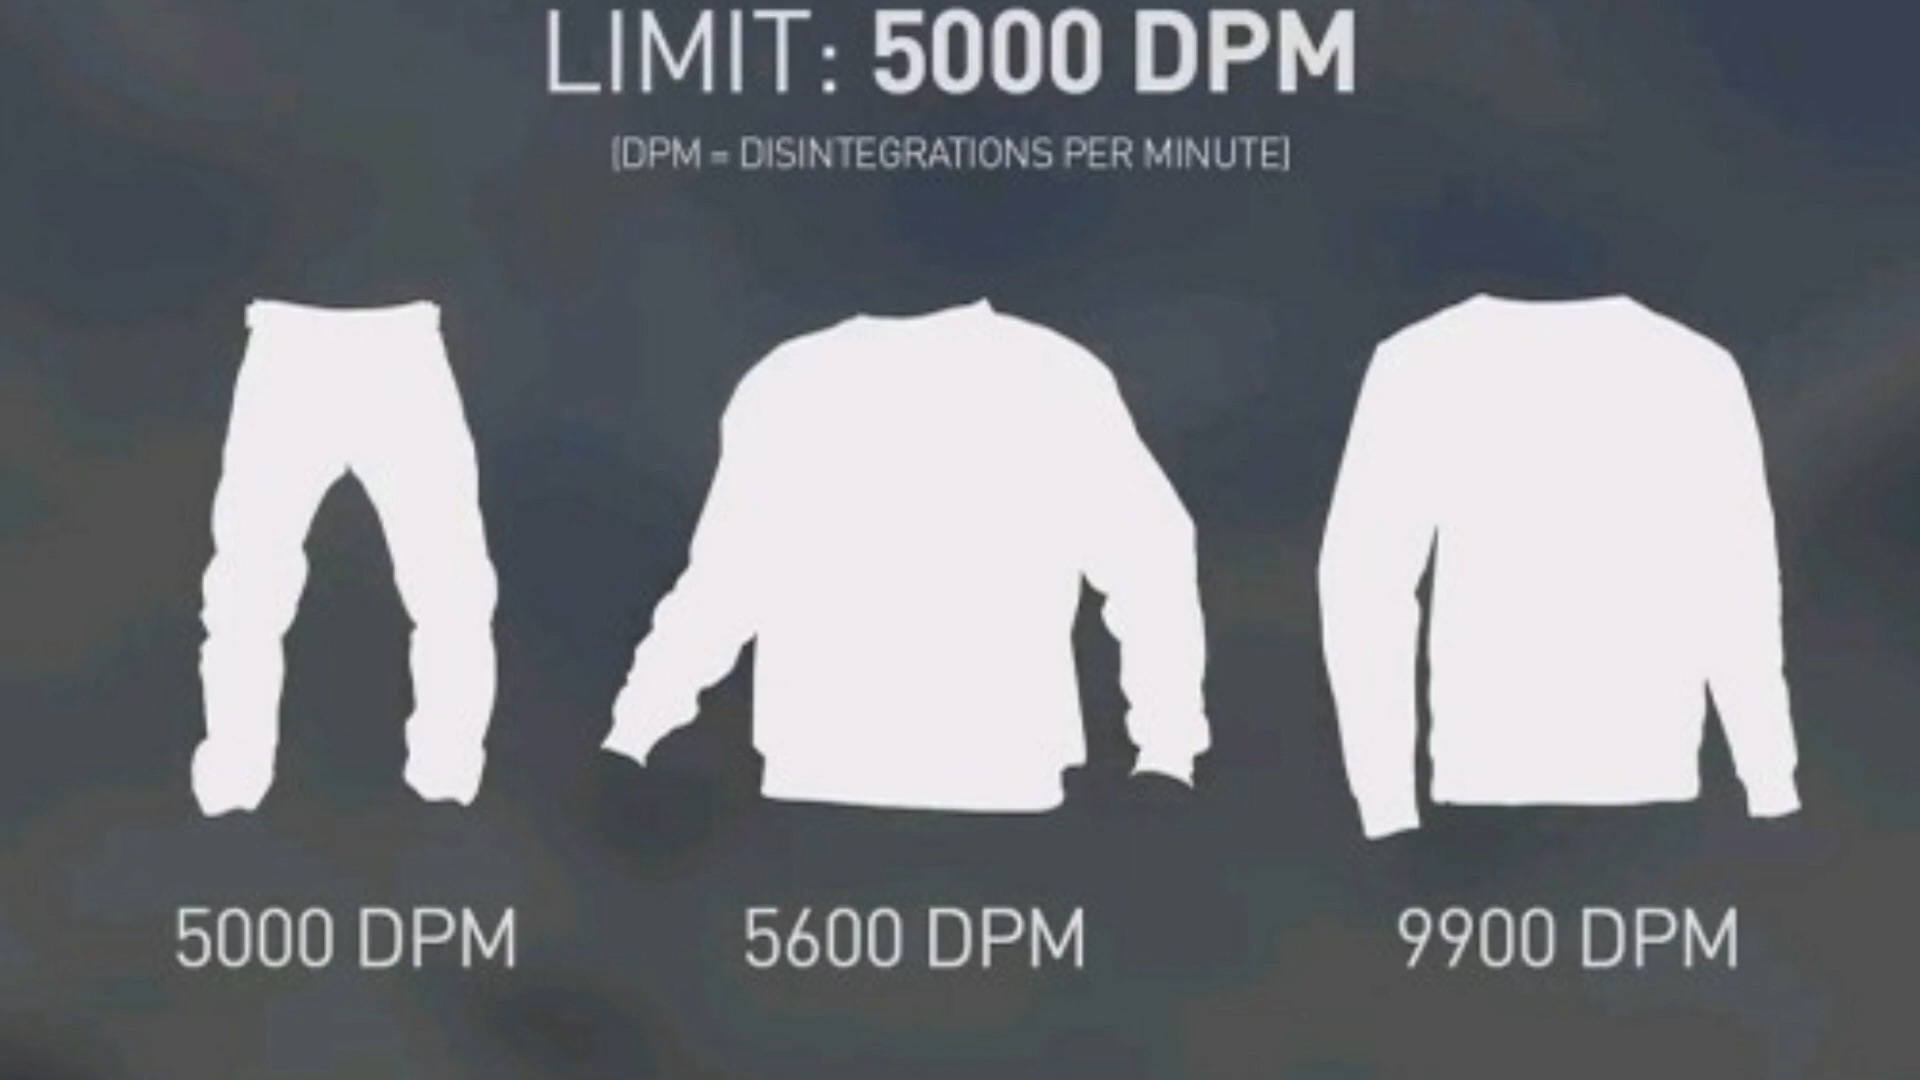 LIMIT: 5000 DPM
[DPM = DISINTEGRATIONS PER MINUTE]
5000 DPM
5600 DPM
9900 DPM